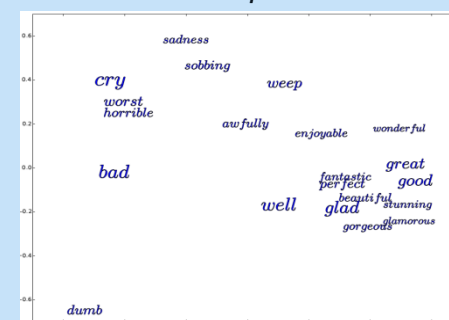 0.6
sadness
sobbing
0.4
cry
weep
worst
horrible
0.2
awfully
wonderful
enjoyable
0.0
great
bad
fantastic
good
perfect
beautiful
well
glad
stunning
-0.2
glamorous
gorgeous
-0.4
-0.6
dumb